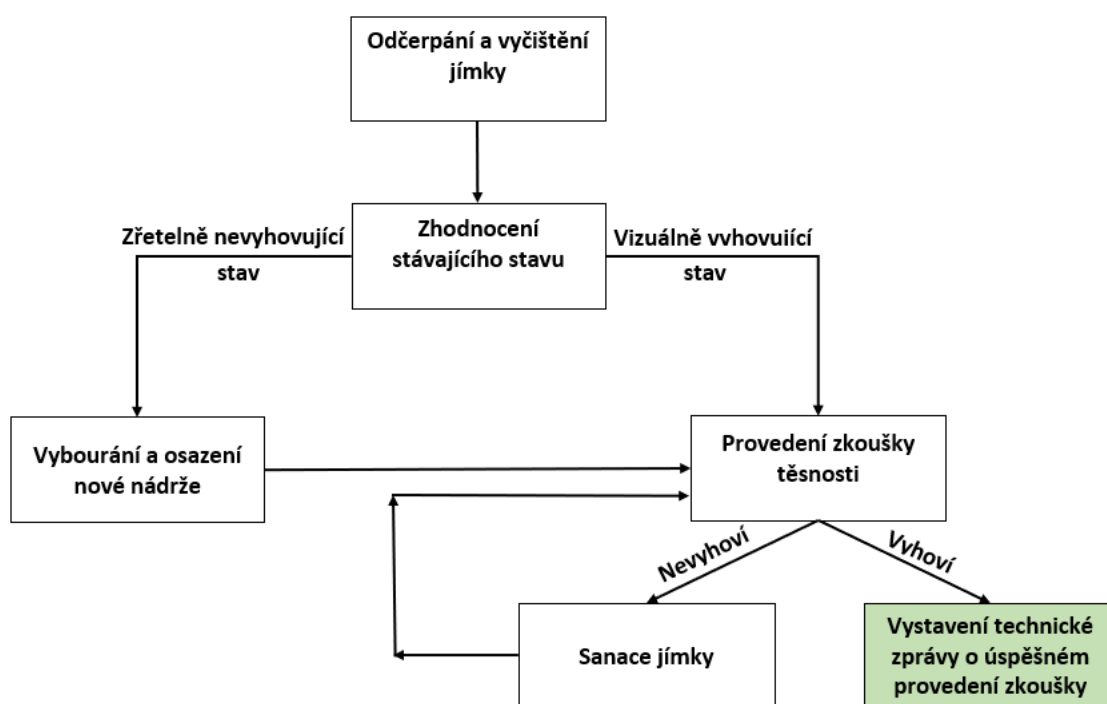 Odčerpání a vyčištění
jímky
Zhodnocení
stávajícího stavu
Zřetelně nevyhovující
stav
Vizuálně vvhovuiící
stav
Vybourání a osazení
nové nádrže
Provedení zkoušky
těsnosti
Nevyhoví
Vyhoví
Sanace jímky
Vystavení technické
zprávy o úspěšném
provedení zkoušky